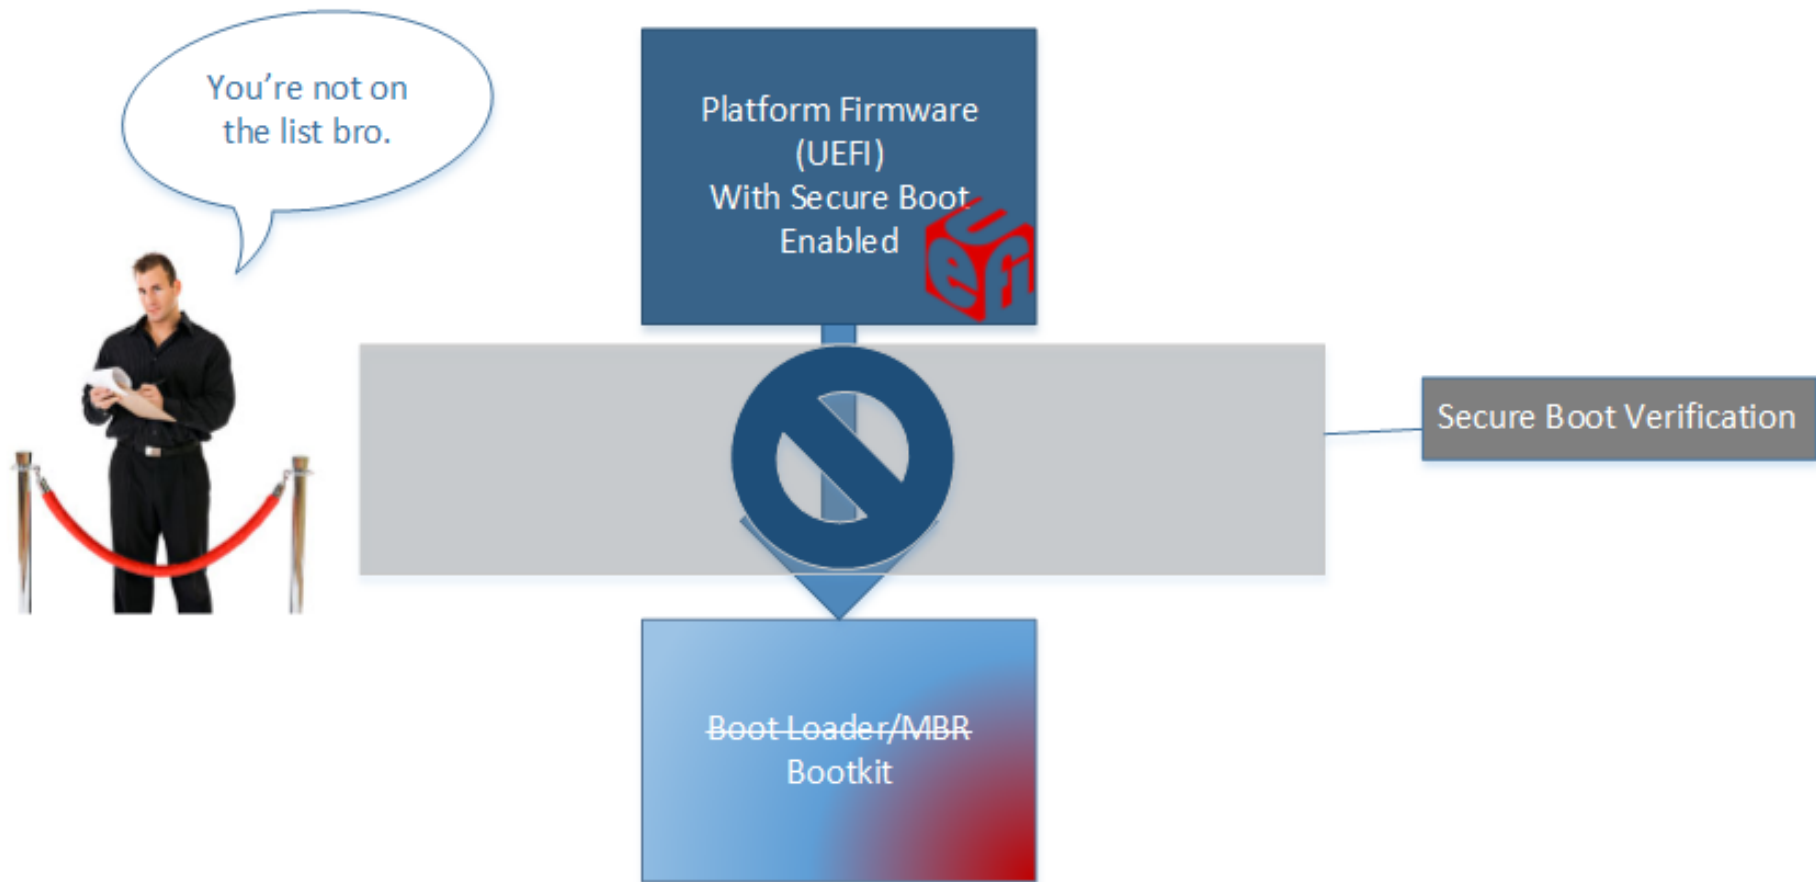 You're not on
the list bro.
Platform Firmware
(UEFI)
With Secure Boot
Enabled
uefi
Secure Boot Verification
Boot Loader/MBR
Bootkit